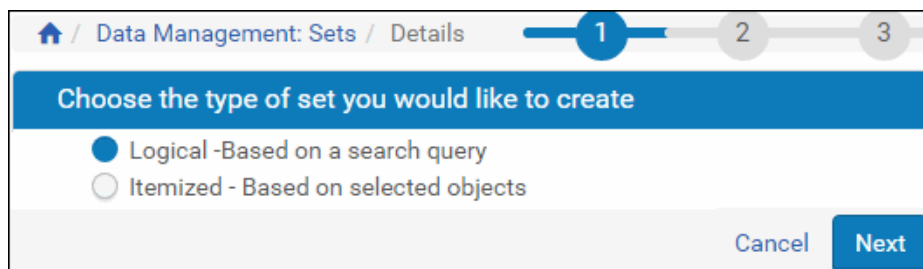 / Data Management: Sets / Details 1 2 3
Choose the type of set you would like to create
Logical -Based on a search query
Itemized - Based on selected objects
Cancel Next